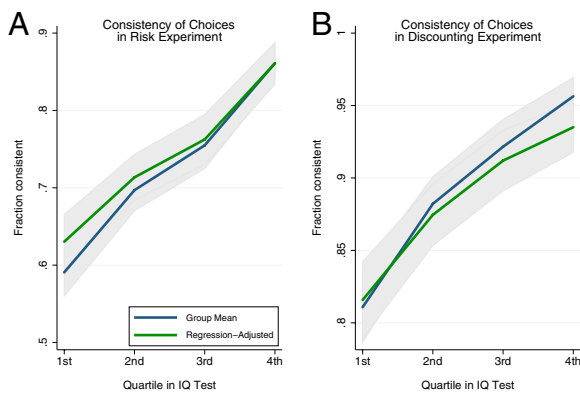 A
Consistency of Choices
in Risk Experiment
Fraction consistent
.9
.8
.7
.6
.5
Group Mean
Regression–Adjusted
1st 2nd 3rd 4th
Quartile in IQ Test
B
Consistency of Choices
in Discounting Experiment
Fraction consistent
1
.95
.9
.85
.8
1st 2nd 3rd 4th
Quartile in IQ Test